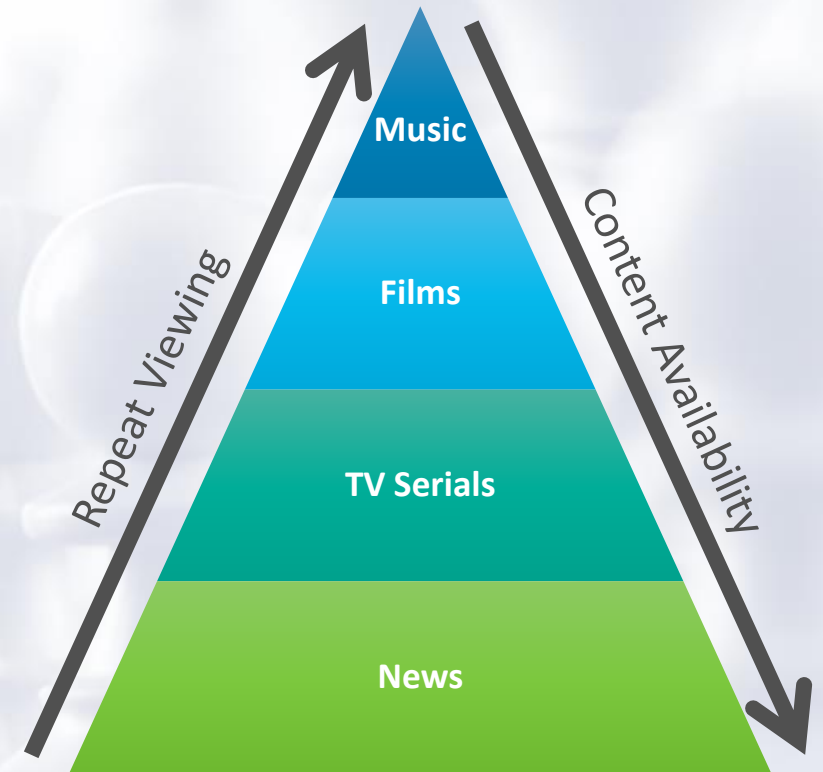 Music
Films
TV Serials
News
Repeat Viewing
Content Availability